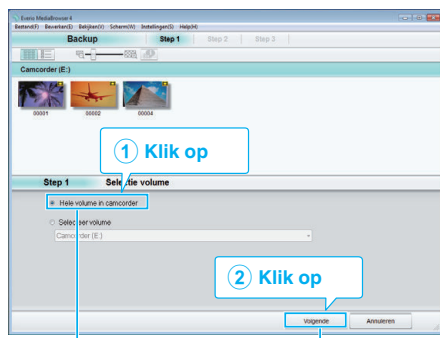 Everio MediaBrowser 4
Bestand(F) Bewerken(E) Bekijken(V) Scherm(W) Instellingen(S) Help(H)
Backup Step 1 Step 2 Step 3
Camcorder (E:)
00001 00002 00004
① Klik op
Step 1 Selectie volume
Hele volume in camcorder
Selecteer volume
Camcorder (E:)
② Klik op
Volgende Annuleren